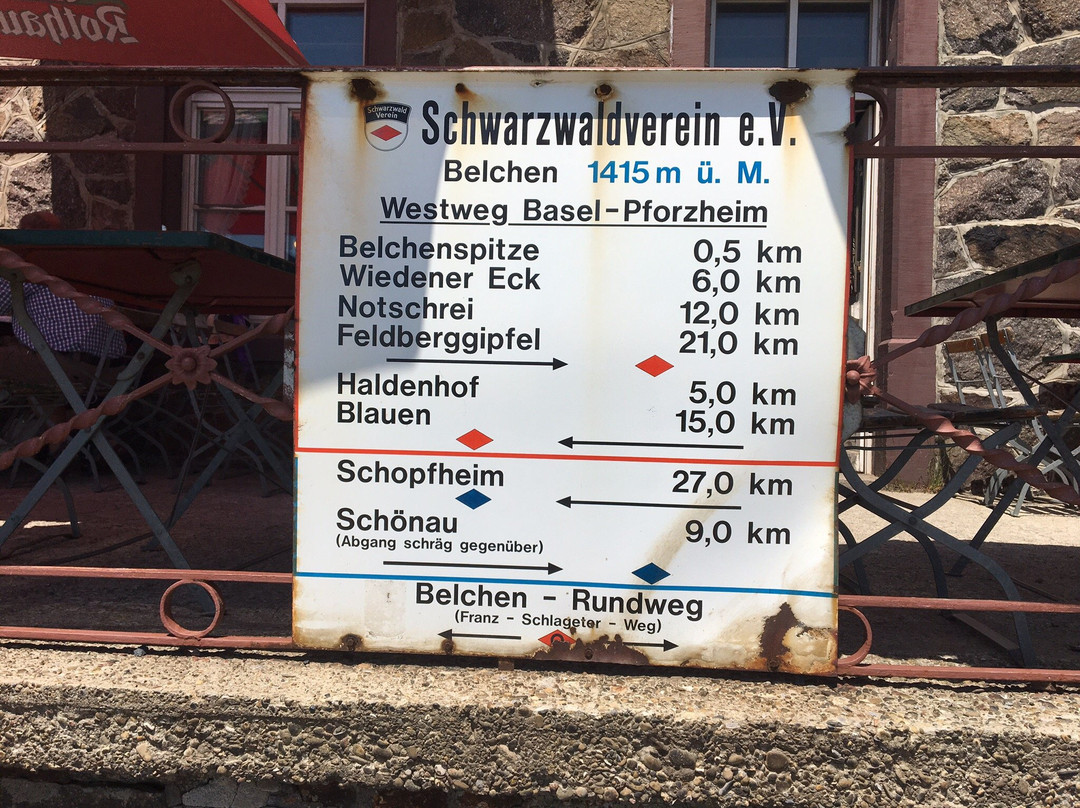 Rothaus
Schwarzwald
Verein
Schwarzwaldverein e.V.
Belchen 1415 m ü. M.
Westweg Basel-Pforzheim
Belchenspitze 0,5 km
Wiedener Eck 6,0 km
Notschrei 12,0 km
Feldberggipfel 21,0 km
Haldenhof 5,0 km
Blauen 15,0 km
Schopfheim 27,0 km
Schönau 9,0 km
(Abgang schräg gegenüber)
Belchen - Rundweg
(Franz - Schlageter - Weg)